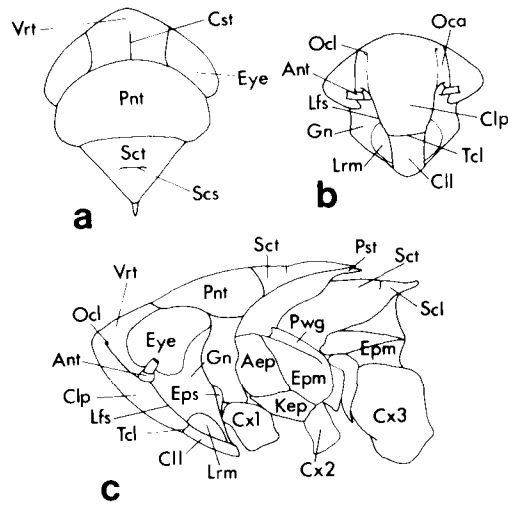 Vrt
Cst
Eye
Pnt
Sct
Scs
a
Oca
Ocl
Ant
Lfs
Clp
Gn
Tcl
Lrm
Cll
b
Sct
Pst
Sct
Vrt
Pnt
Scl
Ocl
Pwg
Eye
Gn
Aep
Epm
Ant
Epm
Clp
Eps
Kep
Lfs
Cx1
Cx3
Tcl
Cll
Lrm
Cx2
c